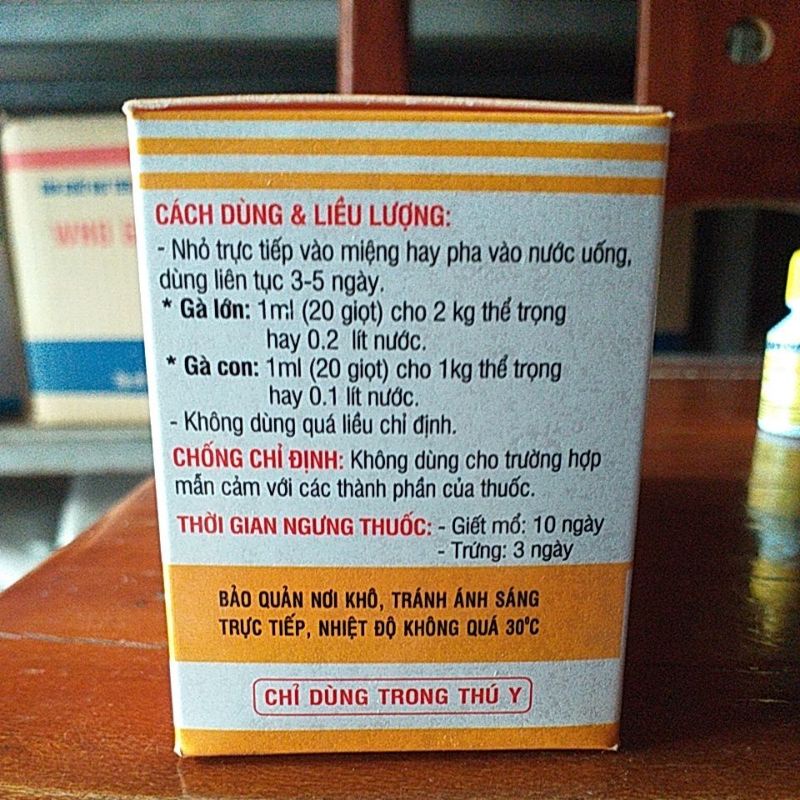 CÁCH DÙNG & LIỀU LƯỢNG:
- Nhỏ trực tiếp vào miệng hay pha vào nước uống,
dùng liên tục 3-5 ngày.
* Gà lớn: 1ml (20 giọt) cho 2 kg thể trọng
hay 0.2 lít nước.
* Gà con: 1ml (20 giọt) cho 1kg thể trọng
hay 0.1 lít nước.
- Không dùng quá liều chỉ định.
CHỐNG CHỈ ĐỊNH: Không dùng cho trường hợp
mẫn cảm với các thành phần của thuốc.
THỜI GIAN NGƯNG THUỐC: - Giết mổ: 10 ngày
- Trứng: 3 ngày
BẢO QUẢN NƠI KHÔ, TRÁNH ÁNH SÁNG
TRỰC TIẾP, NHIỆT ĐỘ KHÔNG QUÁ 30°C
CHỈ DÙNG TRONG THÚ Y